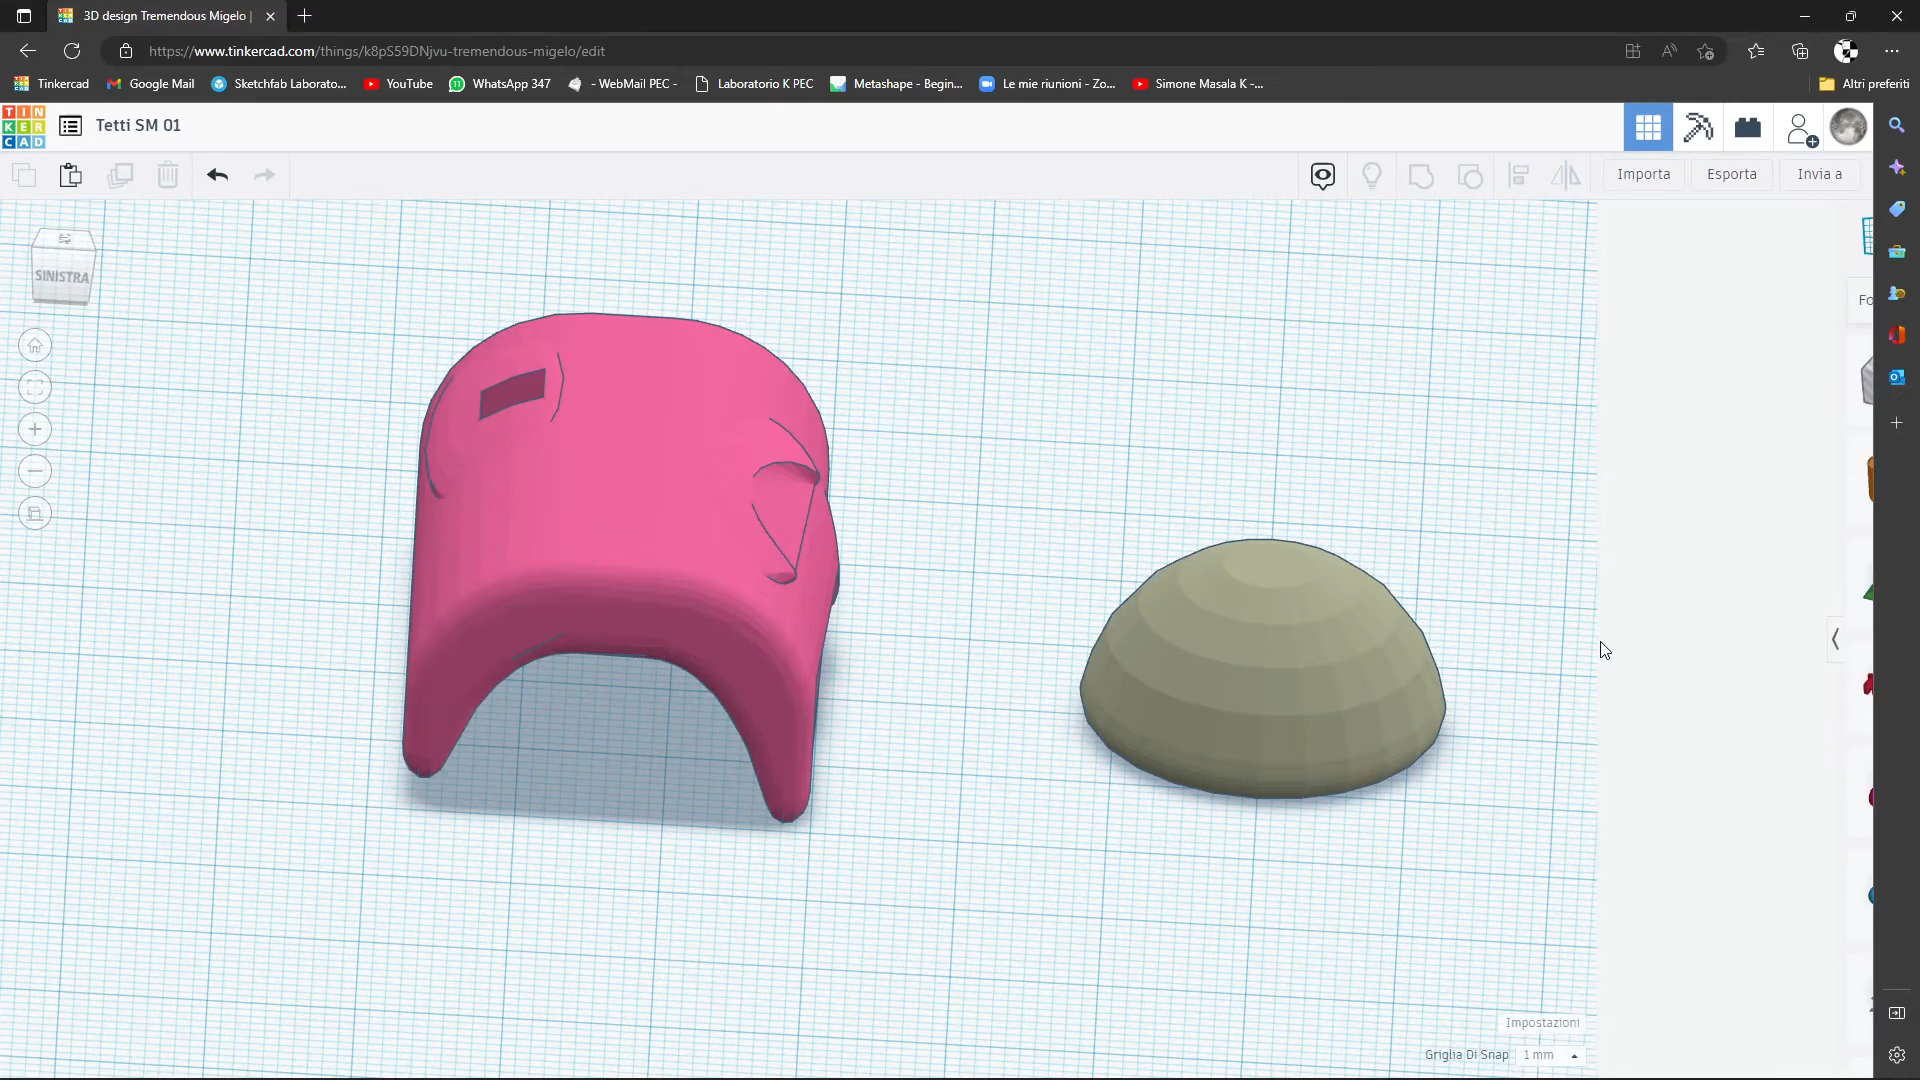 3D design Tremendous Migelo |
https://www.tinkercad.com/things/k8pS59DNjvu-tremendous-migelo/edit
Tinkercad
Google Mail
Sketchfab Laborato...
YouTube
WhatsApp 347
- WebMail PEC -
Laboratorio K PEC
Metashape - Begin...
Le mie riunioni - Zo...
Simone Masala K -...
Altri preferiti
TIN
KER
CAD
Tetti SM 01
Importa
Esporta
Invia a
SINISTRA
Fo
Impostazioni
Griglia Di Snap
1 mm